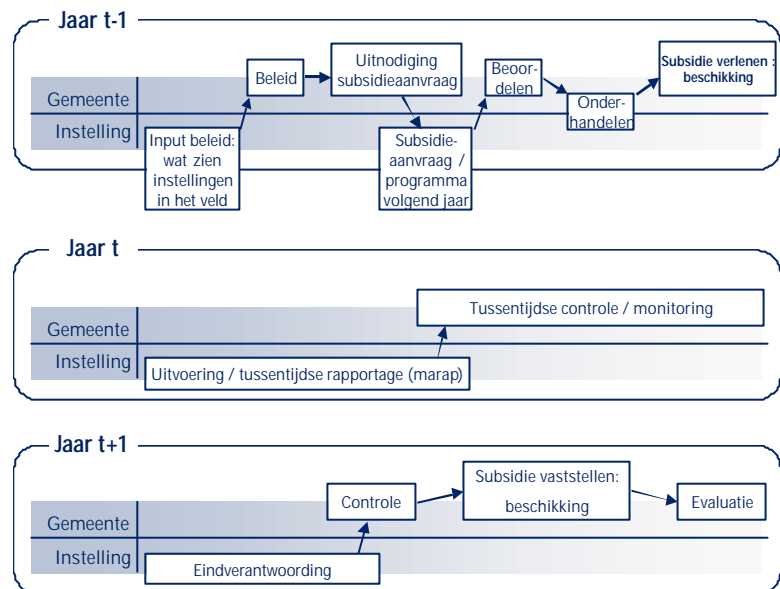 Jaar t-1
Beleid
Uitnodiging
subsidieaanvraag
Beoor-
delen
Subsidie verlenen :
beschikking
Gemeente
Onder-
handelen
Instelling
Input beleid:
wat zien
instellingen
in het veld
Subsidie-
aanvraag /
programma
volgend jaar
Jaar t
Tussentijdse controle / monitoring
Gemeente
Instelling
Uitvoering / tussentijdse rapportage (marap)
Jaar t+1
Controle
Subsidie vaststellen:
beschikking
Evaluatie
Gemeente
Instelling
Eindverantwoording